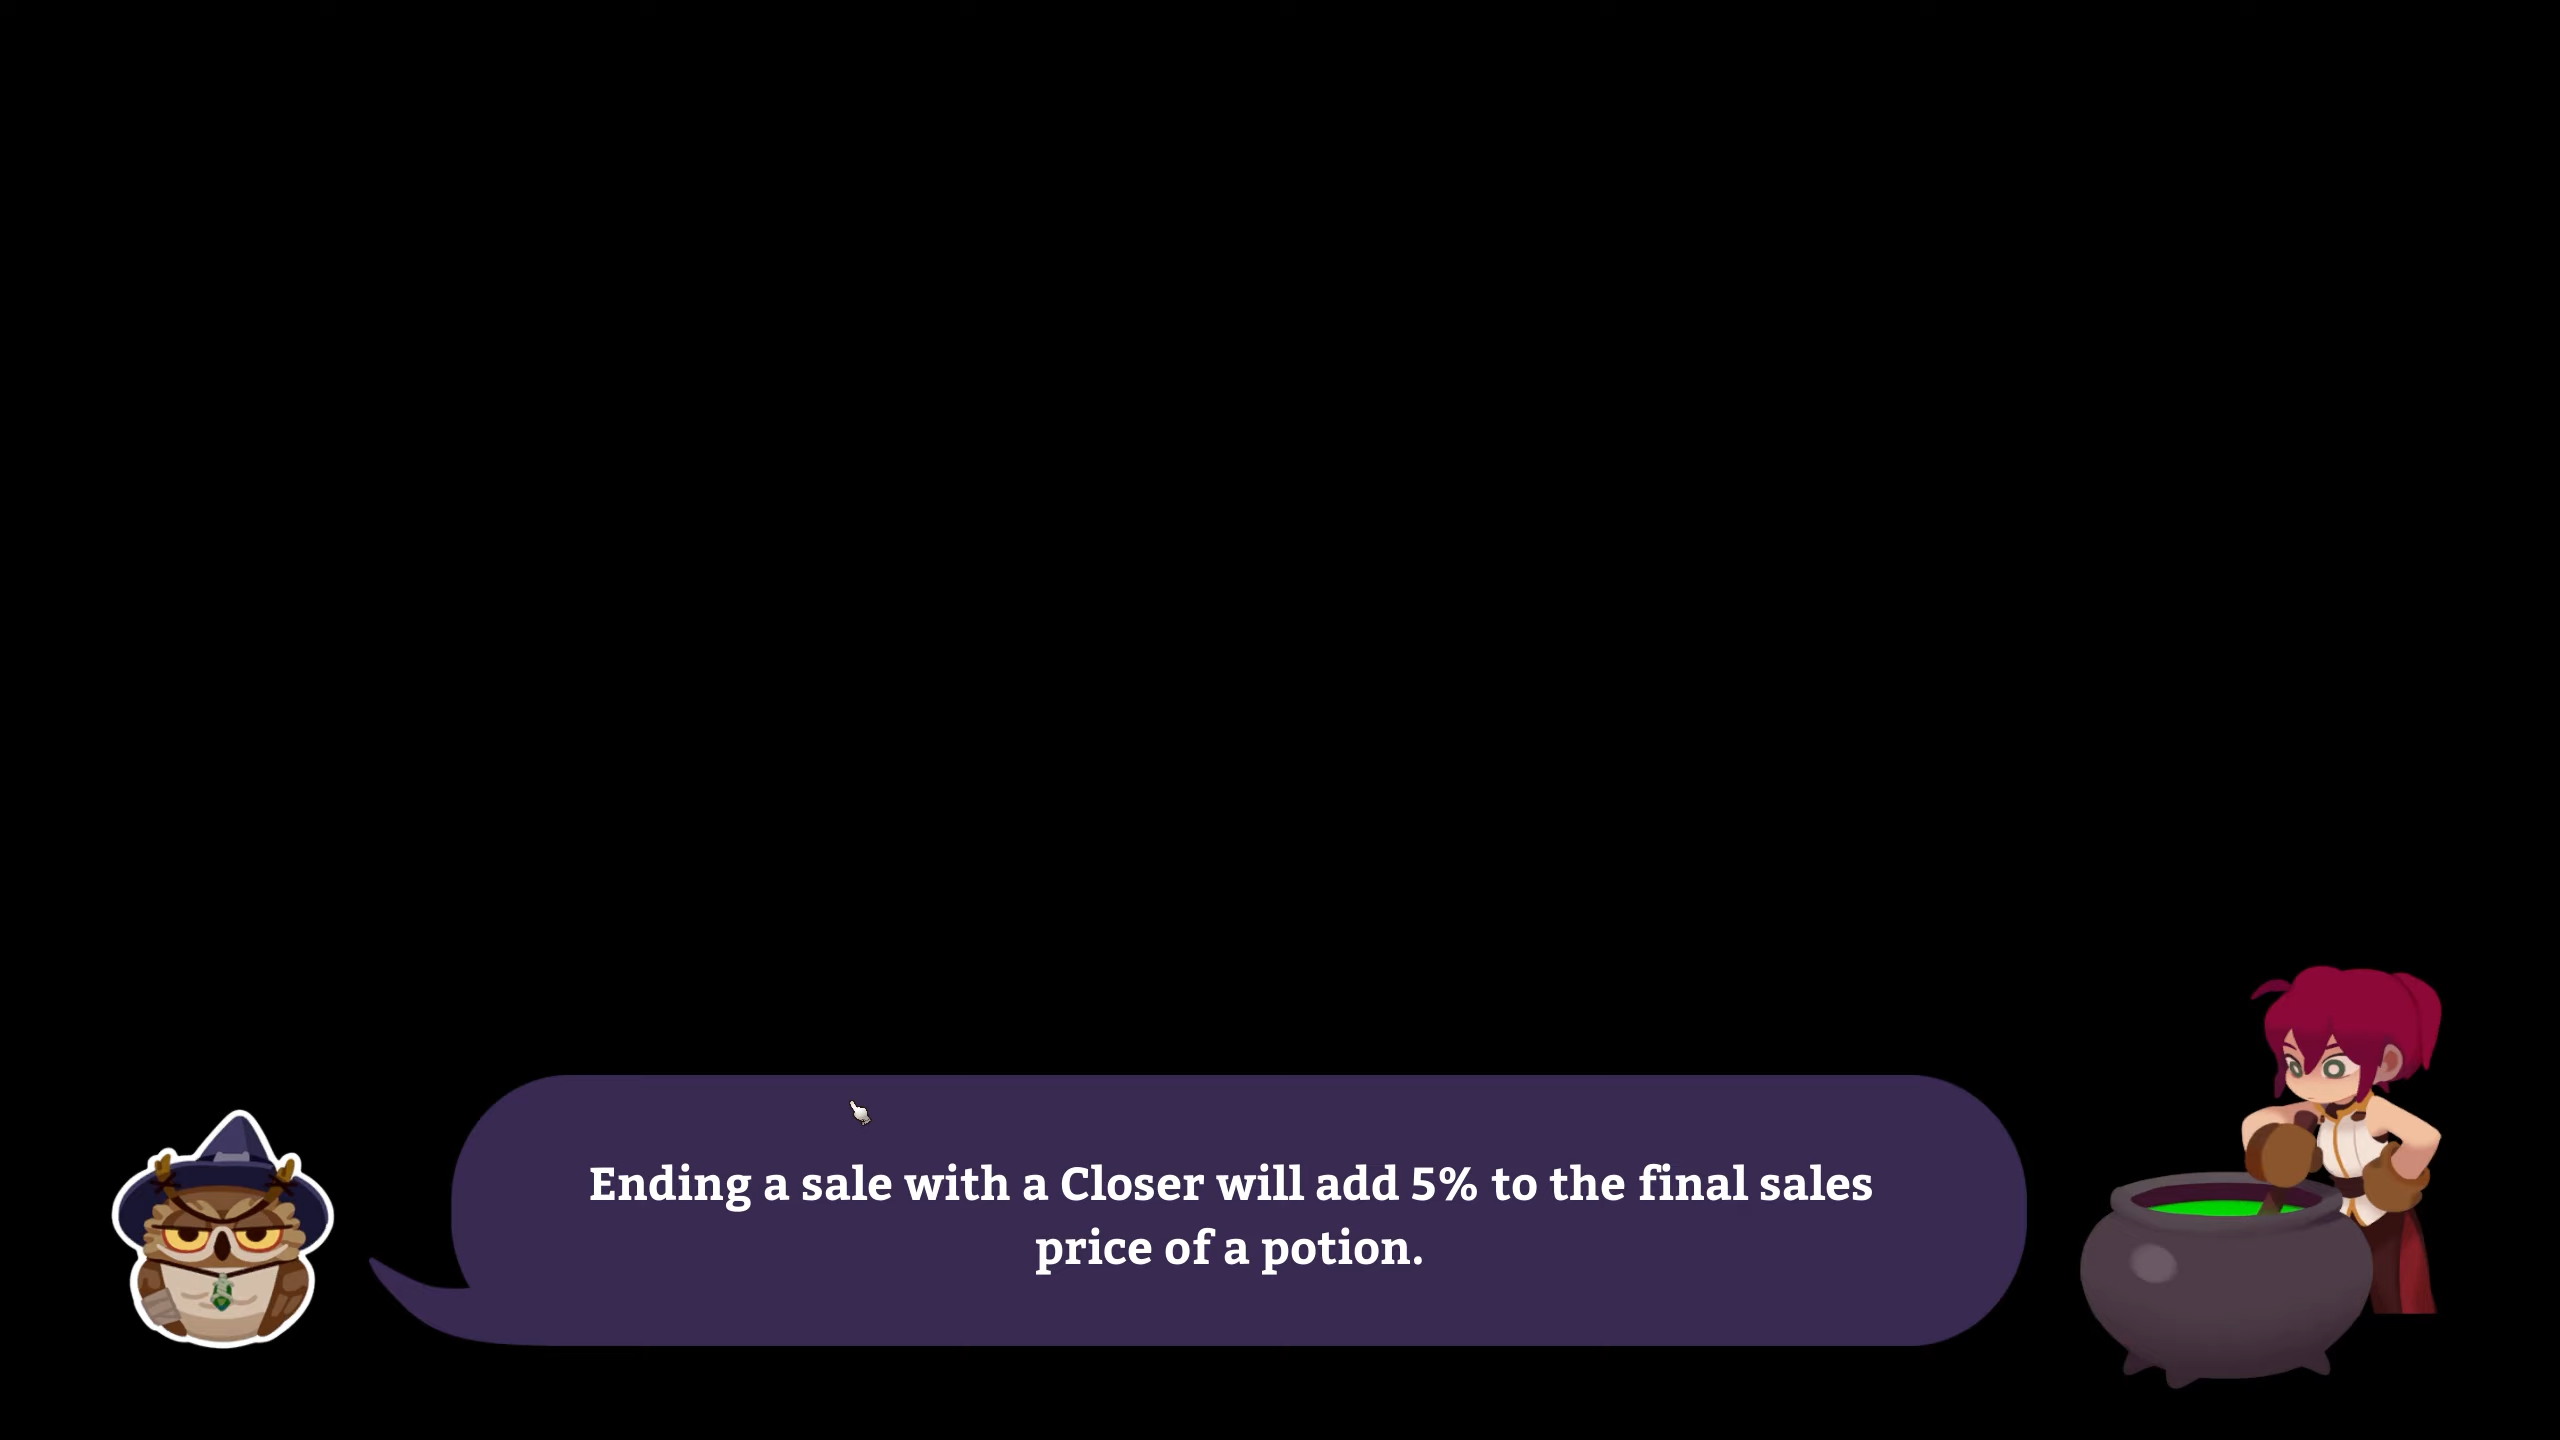 Ending a sale with a Closer will add 5% to the final sales
price of a potion.